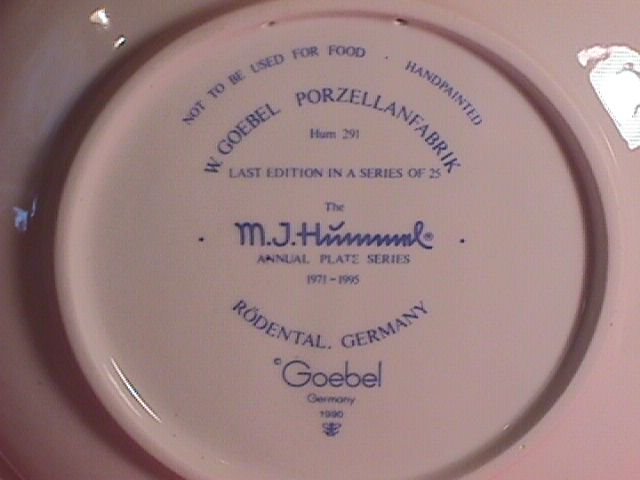 NOT TO BE USED FOR FOOD · HANDPAINTED
W. GOEBEL PORZELLANFABRIK
Hum 291
LAST EDITION IN A SERIES OF 25
The
· M.J.Hummel® ·
ANNUAL PLATE SERIES
1971-1995
RÖDENTAL, GERMANY
© Goebel
Germany
1990